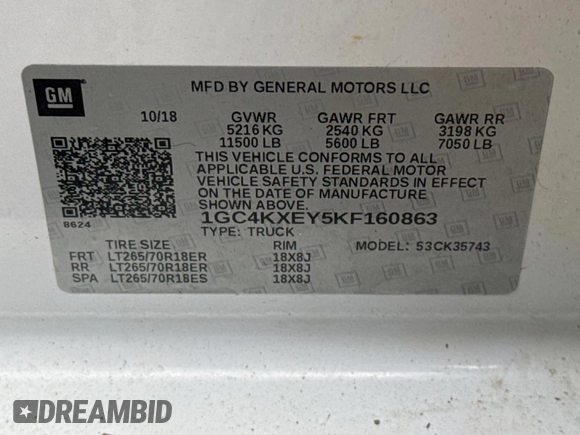 GM
MFD BY GENERAL MOTORS LLC
10/18 GVWR GAWR FRT GAWR RR
5216 KG 2540 KG 3198 KG
11500 LB 5600 LB 7050 LB
THIS VEHICLE CONFORMS TO ALL
APPLICABLE U.S. FEDERAL MOTOR
VEHICLE SAFETY STANDARDS IN EFFECT
ON THE DATE OF MANUFACTURE
SHOWN ABOVE.
8624
1GC4KXEY5KF160863
TYPE: TRUCK MODEL: 53CK35743
TIRE SIZE RIM
FRT LT265/70R18ER 18X8J
RR LT265/70R18ER 18X8J
SPA LT265/70R18ES 18X8J
DREAMBID